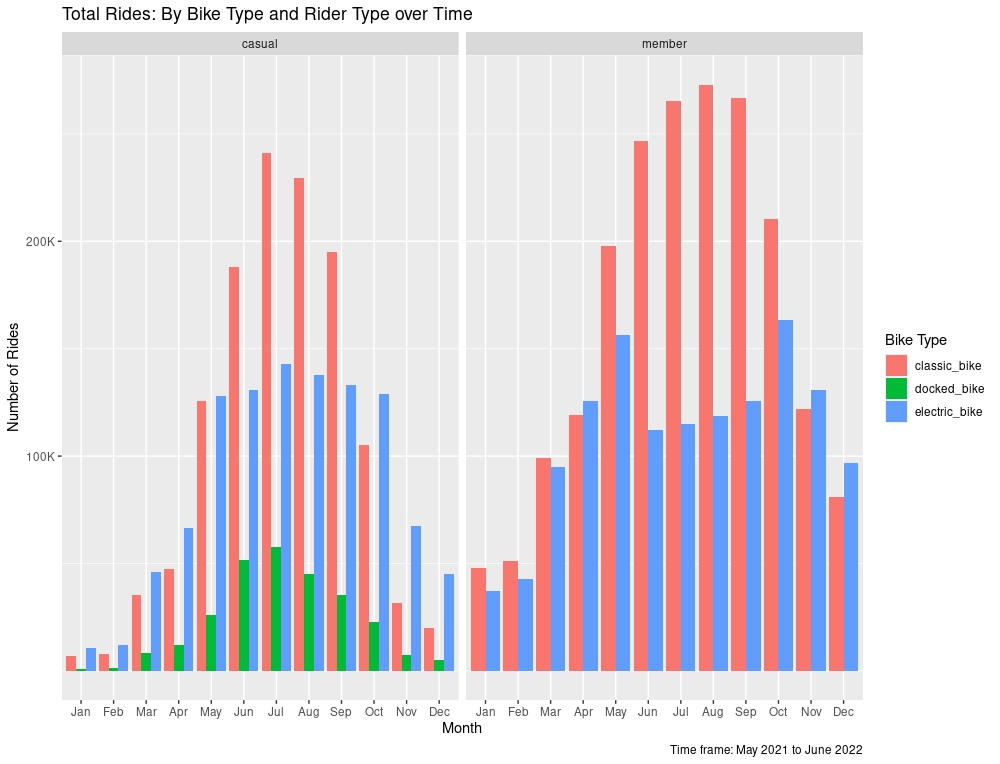 Total Rides: By Bike Type and Rider Type over Time
casual
member
200K
100K
Number of Rides
Jan Feb Mar Apr May Jun Jul Aug Sep Oct Nov Dec
Jan Feb Mar Apr May Jun Jul Aug Sep Oct Nov Dec
Month
Bike Type
classic_bike
docked_bike
electric_bike
Time frame: May 2021 to June 2022